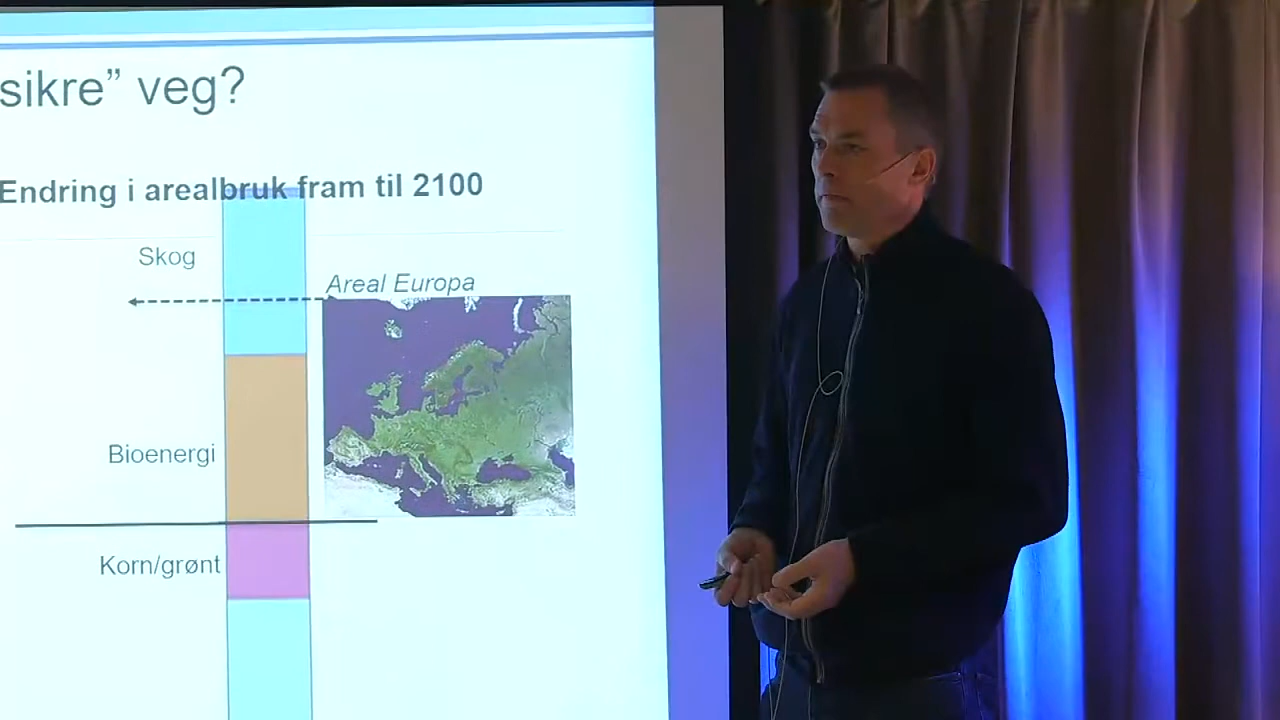 sikre” veg?
Endring i arealbruk fram til 2100
Skog
Areal Europa
Bioenergi
Korn/grønt